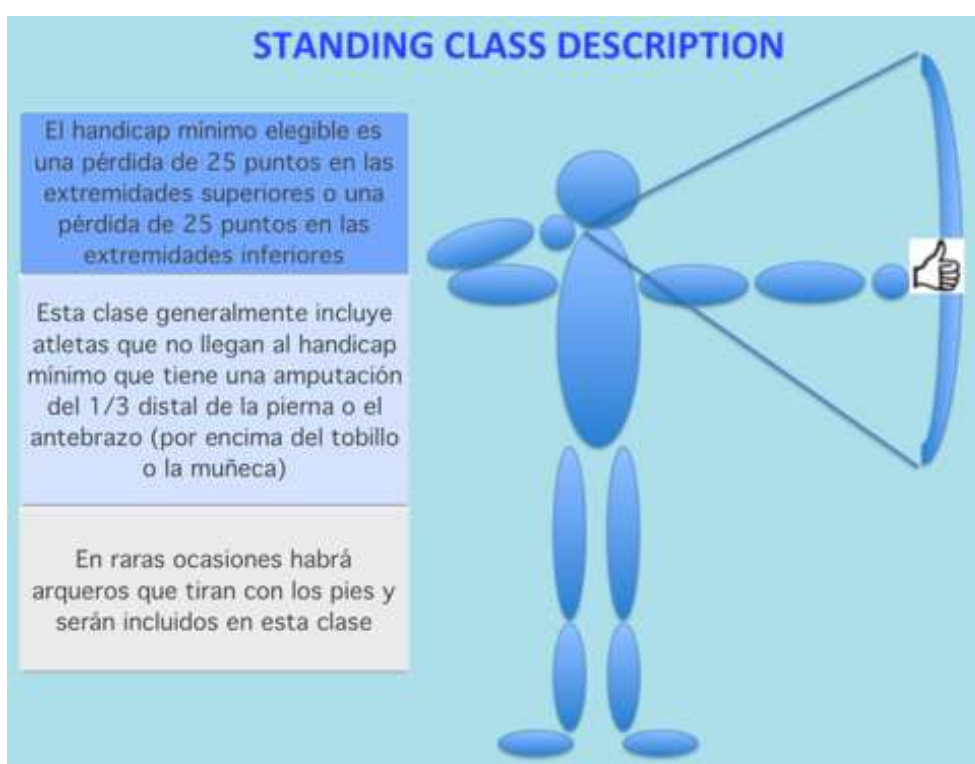 STANDING CLASS DESCRIPTION
El handicap mínimo elegible es
una pérdida de 25 puntos en las
extremidades superiores o una
pérdida de 25 puntos en las
extremidades inferiores
Esta clase generalmente incluye
atletas que no llegan al handicap
mínimo que tiene una amputación
del 1/3 distal de la pierna o el
antebrazo (por encima del tobillo
o la muñeca)
En raras ocasiones habrá
arqueros que tiran con los pies y
serán incluidos en esta clase